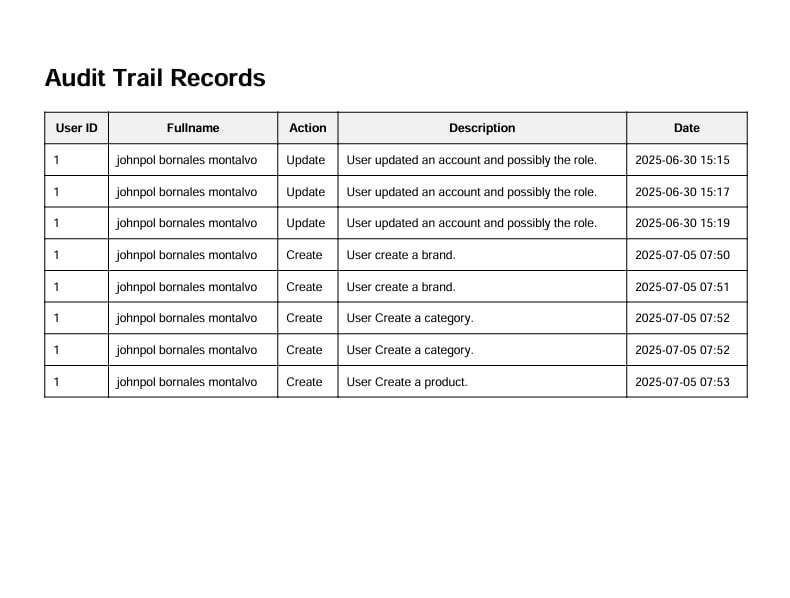 Audit Trail Records
User ID Fullname Action Description Date
1 johnpol bornales montalvo Update User updated an account and possibly the role. 2025-06-30 15:15
1 johnpol bornales montalvo Update User updated an account and possibly the role. 2025-06-30 15:17
1 johnpol bornales montalvo Update User updated an account and possibly the role. 2025-06-30 15:19
1 johnpol bornales montalvo Create User create a brand. 2025-07-05 07:50
1 johnpol bornales montalvo Create User create a brand. 2025-07-05 07:51
1 johnpol bornales montalvo Create User Create a category. 2025-07-05 07:52
1 johnpol bornales montalvo Create User Create a category. 2025-07-05 07:52
1 johnpol bornales montalvo Create User Create a product. 2025-07-05 07:53